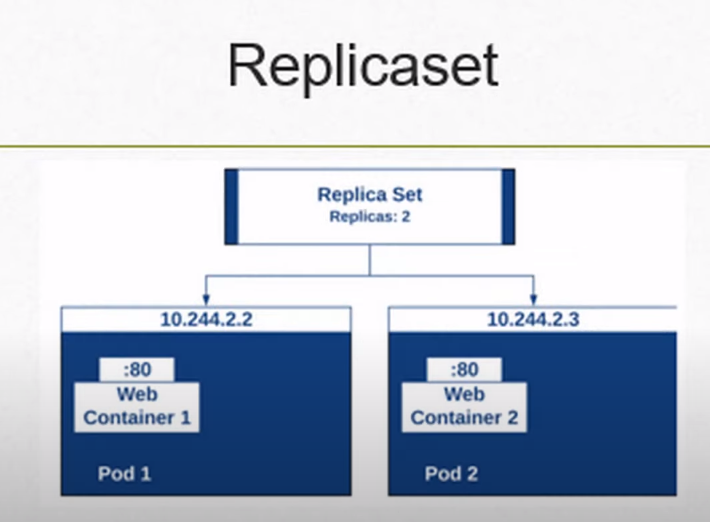 Replicaset
Replica Set
Replicas: 2
10.244.2.2
:80
Web
Container 1
Pod 1
10.244.2.3
:80
Web
Container 2
Pod 2